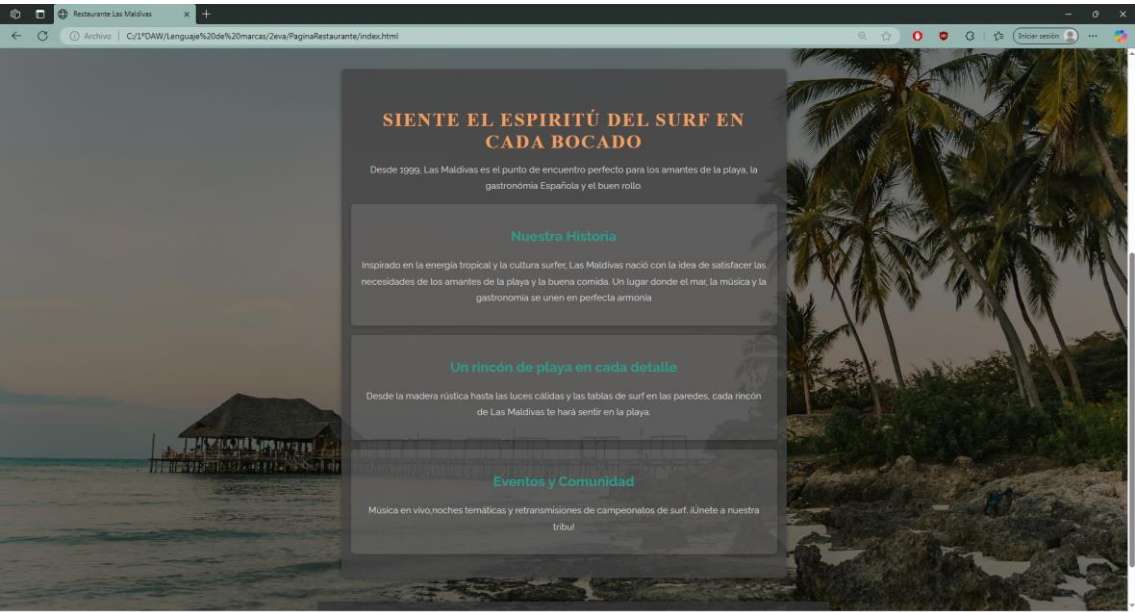 Restaurante Las Maldivas
Archivo
C:/1ºDAW/Lenguaje%20de%20marcas/2eva/PaginaRestaurante/index.html
Iniciar sesión
SIENTE EL ESPIRITÚ DEL SURF EN
CADA BOCADO
Desde 1999, Las Maldivas es el punto de encuentro perfecto para los amantes de la playa, la
gastronómia Española y el buen rollo.
Nuestra Historia
Inspirado en la energía tropical y la cultura surfer, Las Maldivas nació con la idea de satisfacer las
necesidades de los amantes de la playa y la buena comida. Un lugar donde el mar, la música y la
gastronomía se unen en perfecta armonía
Un rincón de playa en cada detalle
Desde la madera rústica hasta las luces cálidas y las tablas de surf en las paredes, cada rincón
de Las Maldivas te hará sentir en la playa.
Eventos y Comunidad
Música en vivo,noches temáticas y retransmisiones de campeonatos de surf. ¡Únete a nuestra
tribu!